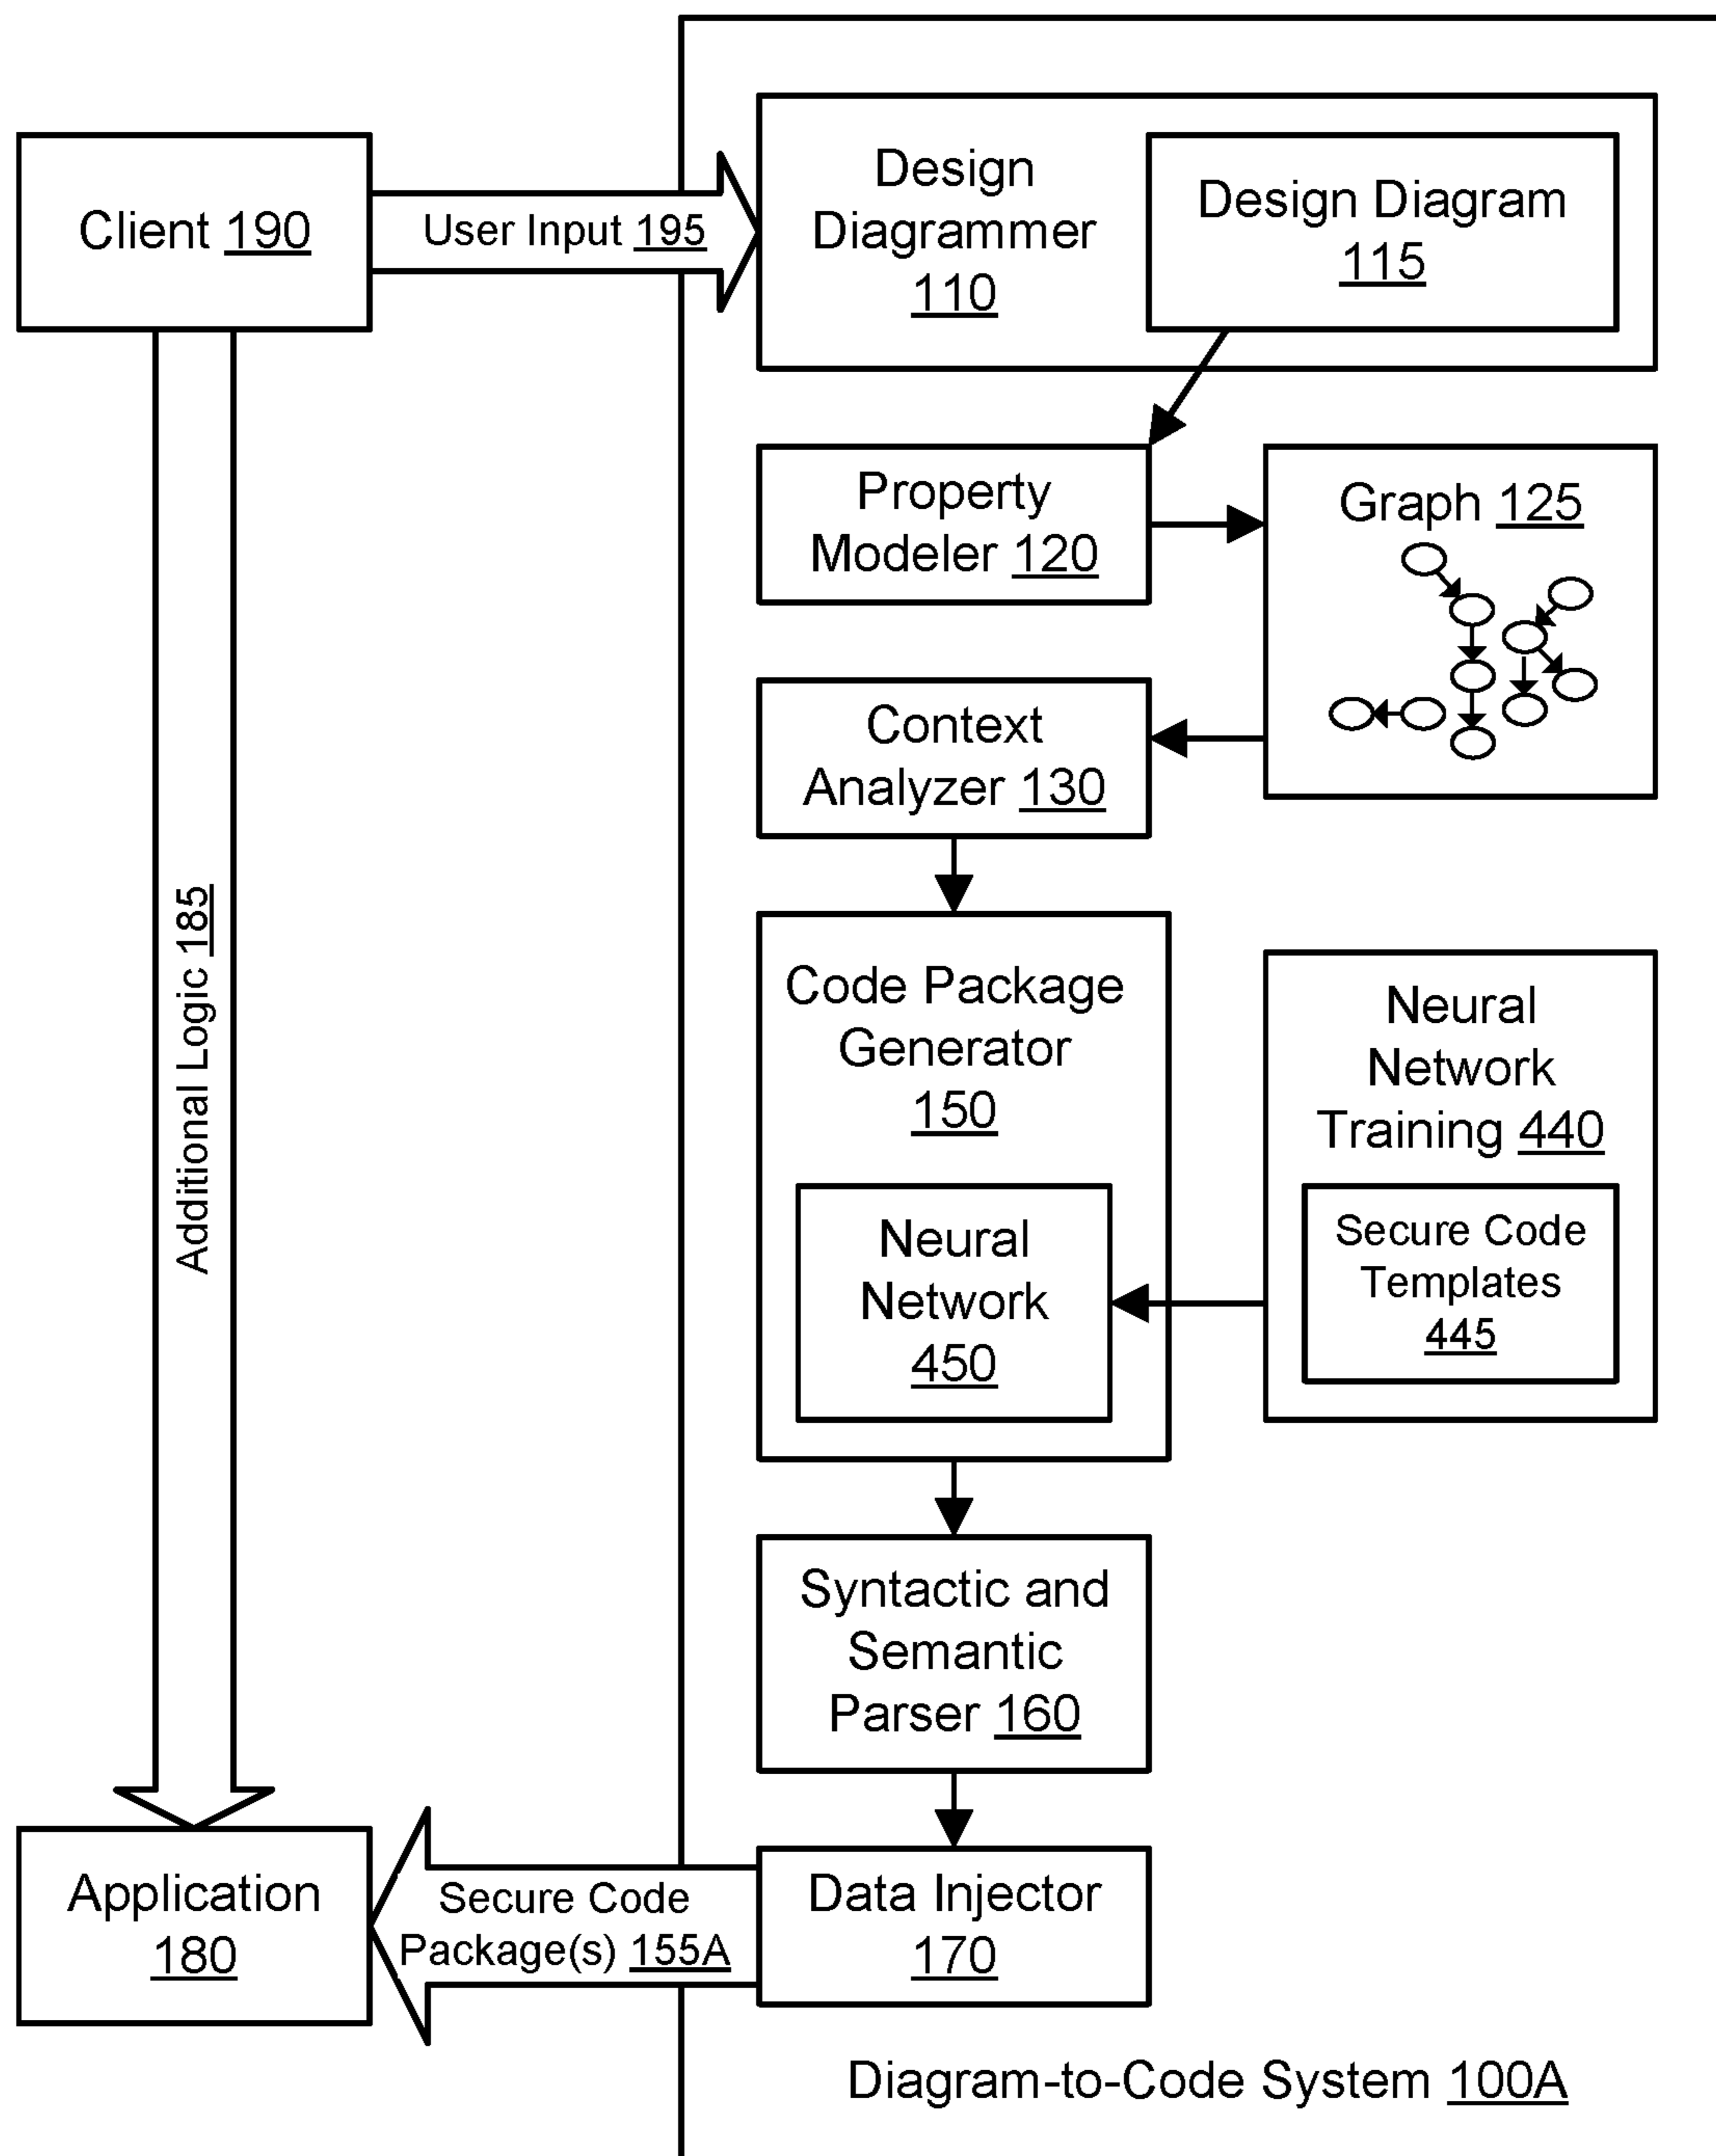 Client 190
User Input 195
Design
Diagrammer
110
Design Diagram
115
Property
Modeler 120
Graph 125
Context
Analyzer 130
Additional Logic 185
Code Package
Generator
150
Neural
Network
450
Neural
Network
Training 440
Secure Code
Templates
445
Syntactic and
Semantic
Parser 160
Application
180
Secure Code
Package(s) 155A
Data Injector
170
Diagram-to-Code System 100A